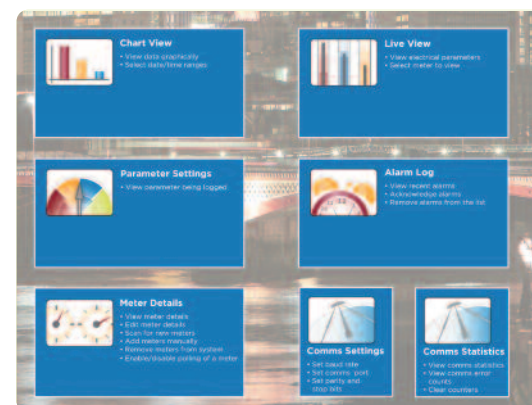 Chart View
• View data graphically
• Select date/time ranges
Live View
• View electrical parameters
• Select meter to view
Parameter Settings
• View parameter being logged
Alarm Log
• View recent alarms
• Acknowledge alarms
• Remove alarms from the list
Meter Details
• View meter details
• Edit meter details
• Scan for new meters
• Add meters manually
• Remove meters from system
• Enable/disable polling of a meter
Comms Settings
• Set baud rate
• Set comms port
• Set parity and
stop bits
Comms Statistics
• View comms statistics
• View comms error
counts
• Clear counters